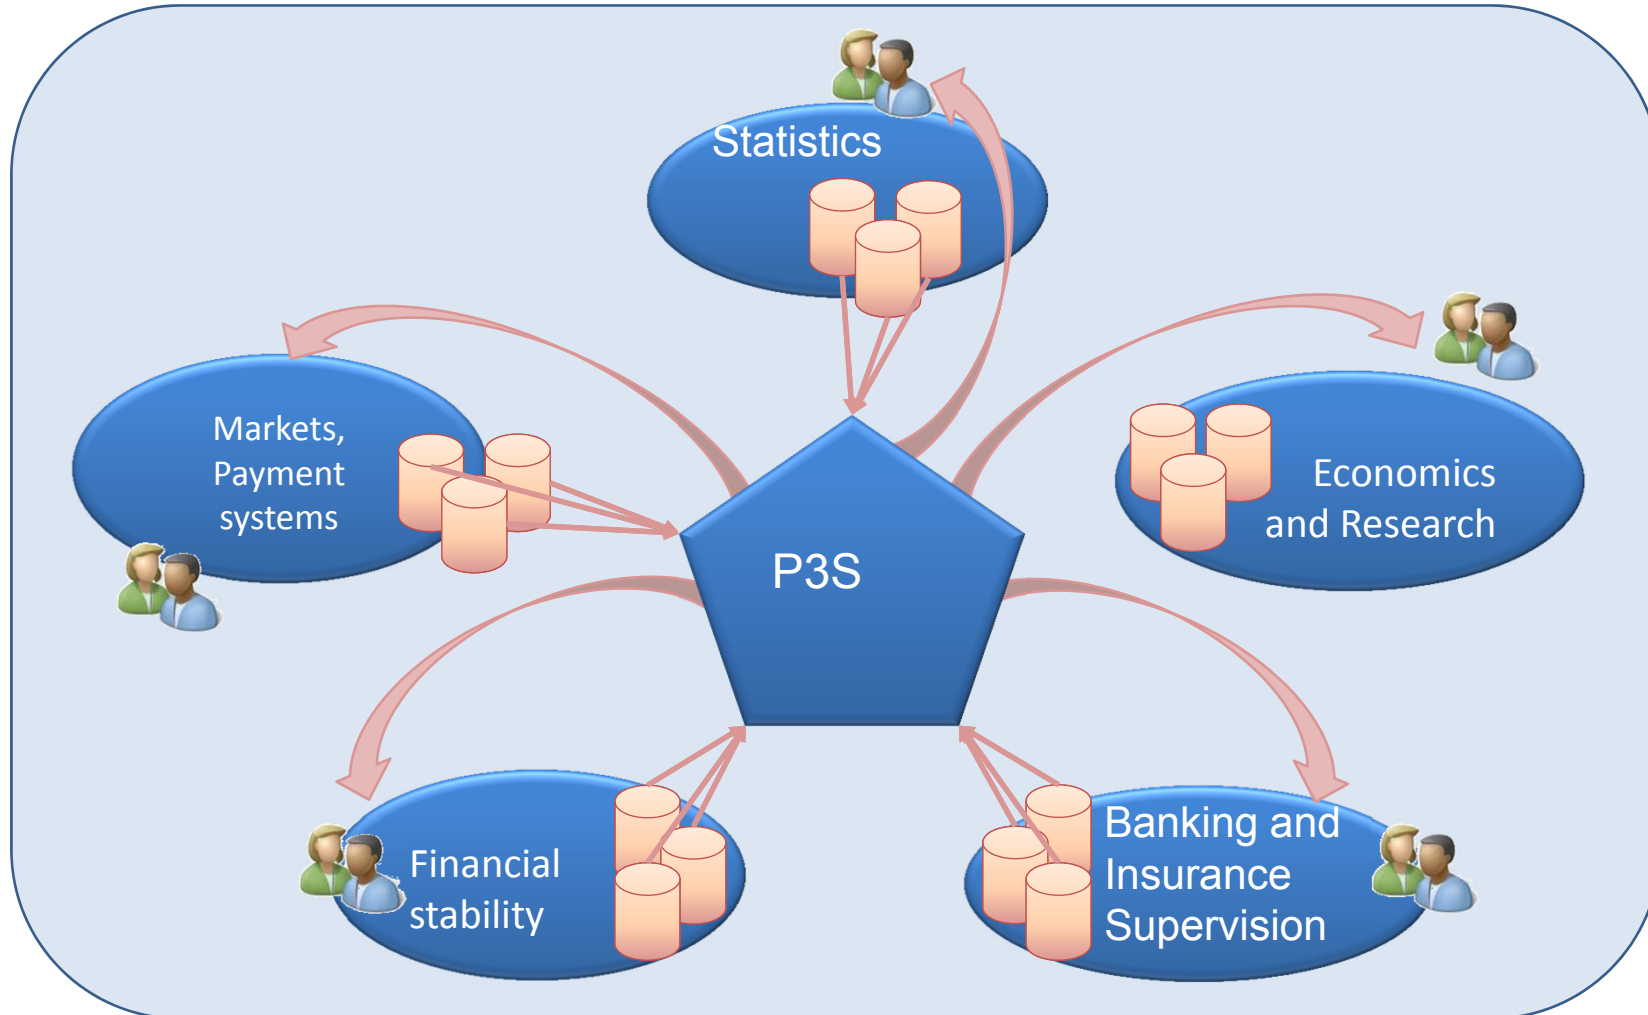 Statistics
Markets,
Payment
systems
Economics
and Research
P3S
Financial
stability
Banking and
Insurance
Supervision